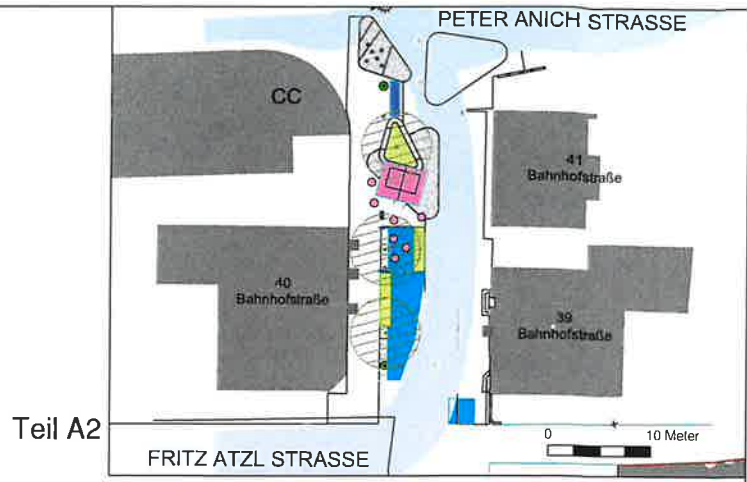 PETER ANICH STRASSE
CC
41
Bahnhofstraße
40
Bahnhofstraße
39
Bahnhofstraße
Teil A2
0 10 Meter
FRITZ ATZL STRASSE